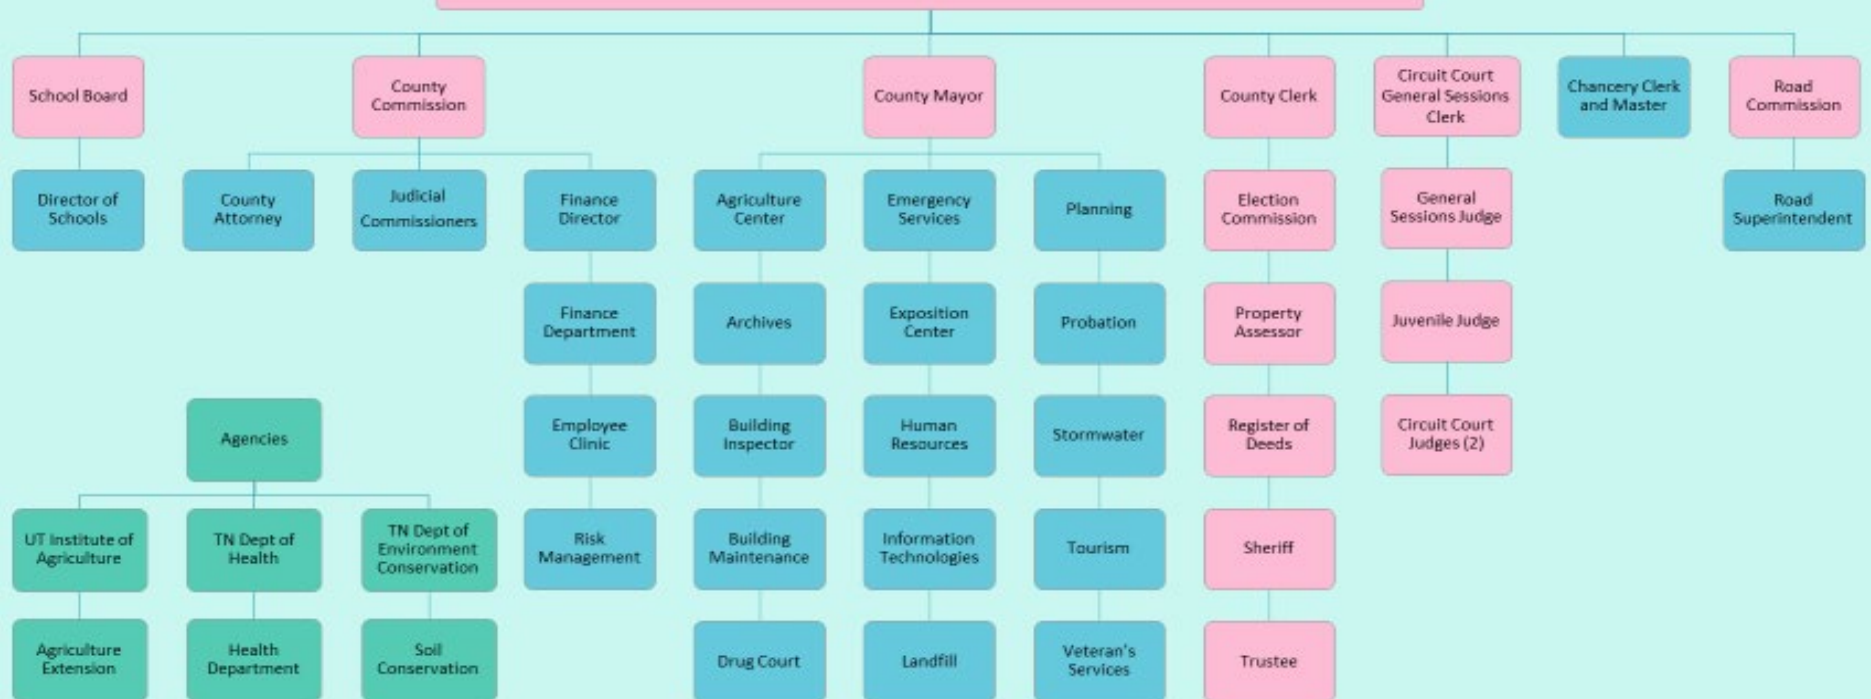 School Board
County
Commission
County Mayor
County Clerk
Circuit Court
General Sessions
Clerk
Chancery Clerk
and Master
Road
Commission
Director of
Schools
County
Attorney
Judicial
Commissioners
Finance
Director
Agriculture
Center
Emergency
Services
Planning
Election
Commission
General
Sessions Judge
Road
Superintendent
Finance
Department
Archives
Exposition
Center
Probation
Property
Assessor
Juvenile Judge
Agencies
Employee
Clinic
Building
Inspector
Human
Resources
Stormwater
Register of
Deeds
Circuit Court
Judges (2)
UT Institute of
Agriculture
TN Dept of
Health
TN Dept of
Environment
Conservation
Risk
Management
Building
Maintenance
Information
Technologies
Tourism
Sheriff
Agriculture
Extension
Health
Department
Soil
Conservation
Drug Court
Landfill
Veteran's
Services
Trustee